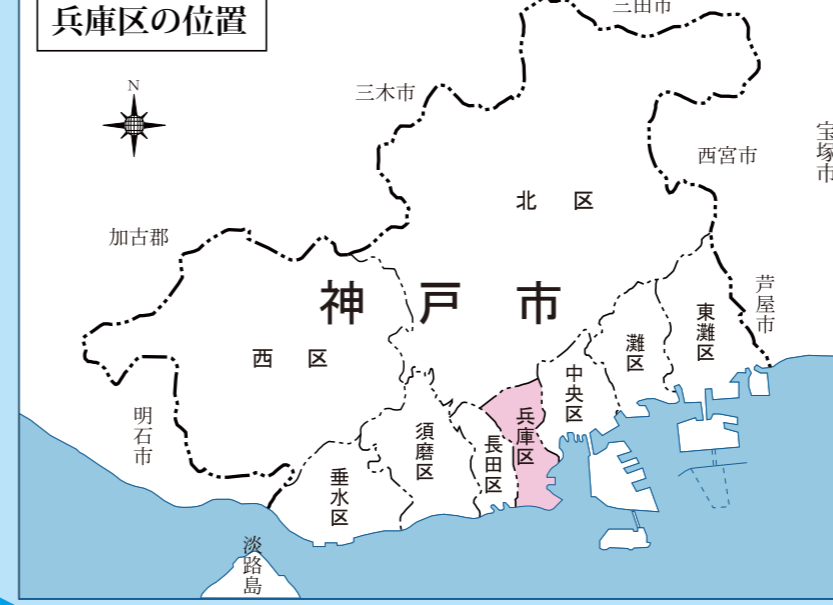 兵庫区の位置
三田市
N
三木市
宝塚市
西宮市
北区
加古郡
神戸市
芦屋市
東灘区
灘区
西区
中央区
兵庫区
明石市
須磨区
長田区
垂水区
淡路島